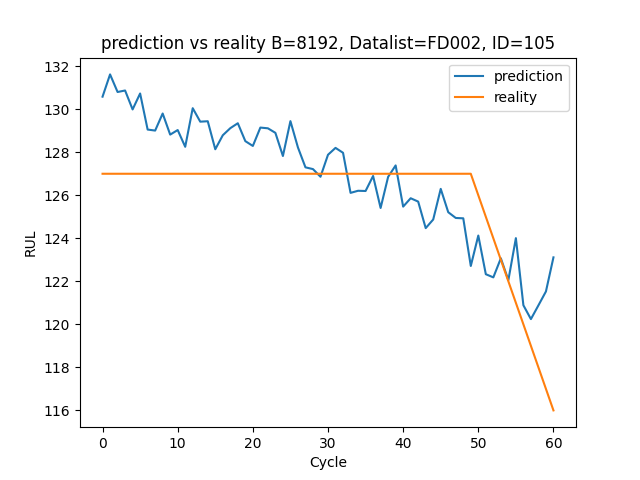 prediction vs reality B=8192, Datalist=FD002, ID=105
prediction
reality
RUL
132
130
128
126
124
122
120
118
116
0 10 20 30 40 50 60
Cycle